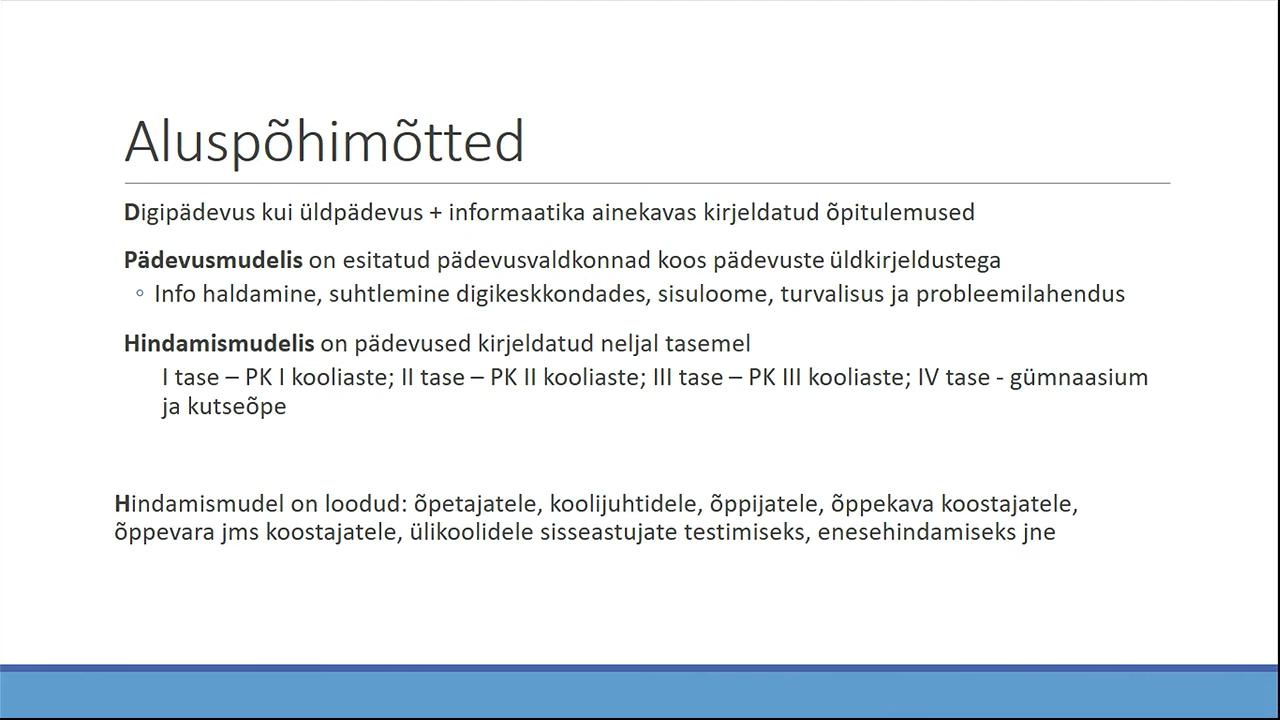 Aluspõhimõtted
Digipädevus kui üldpädevus + informaatika ainekavas kirjeldatud õpitulemused
Pädevusmudelis on esitatud pädevusvaldkonnad koos pädevuste üldkirjeldustega
◦ Info haldamine, suhtlemine digikeskkondades, sisuloome, turvalisus ja probleemilahendus
Hindamismudelis on pädevused kirjeldatud neljal tasemel
I tase – PK I kooliaste; II tase – PK II kooliaste; III tase – PK III kooliaste; IV tase - gümnaasium
ja kutseõpe
Hindamismudel on loodud: õpetajatele, koolijuhtidele, õppijatele, õppekava koostajatele,
õppevara jms koostajatele, ülikoolidele sisseastujate testimiseks, enesehindamiseks jne